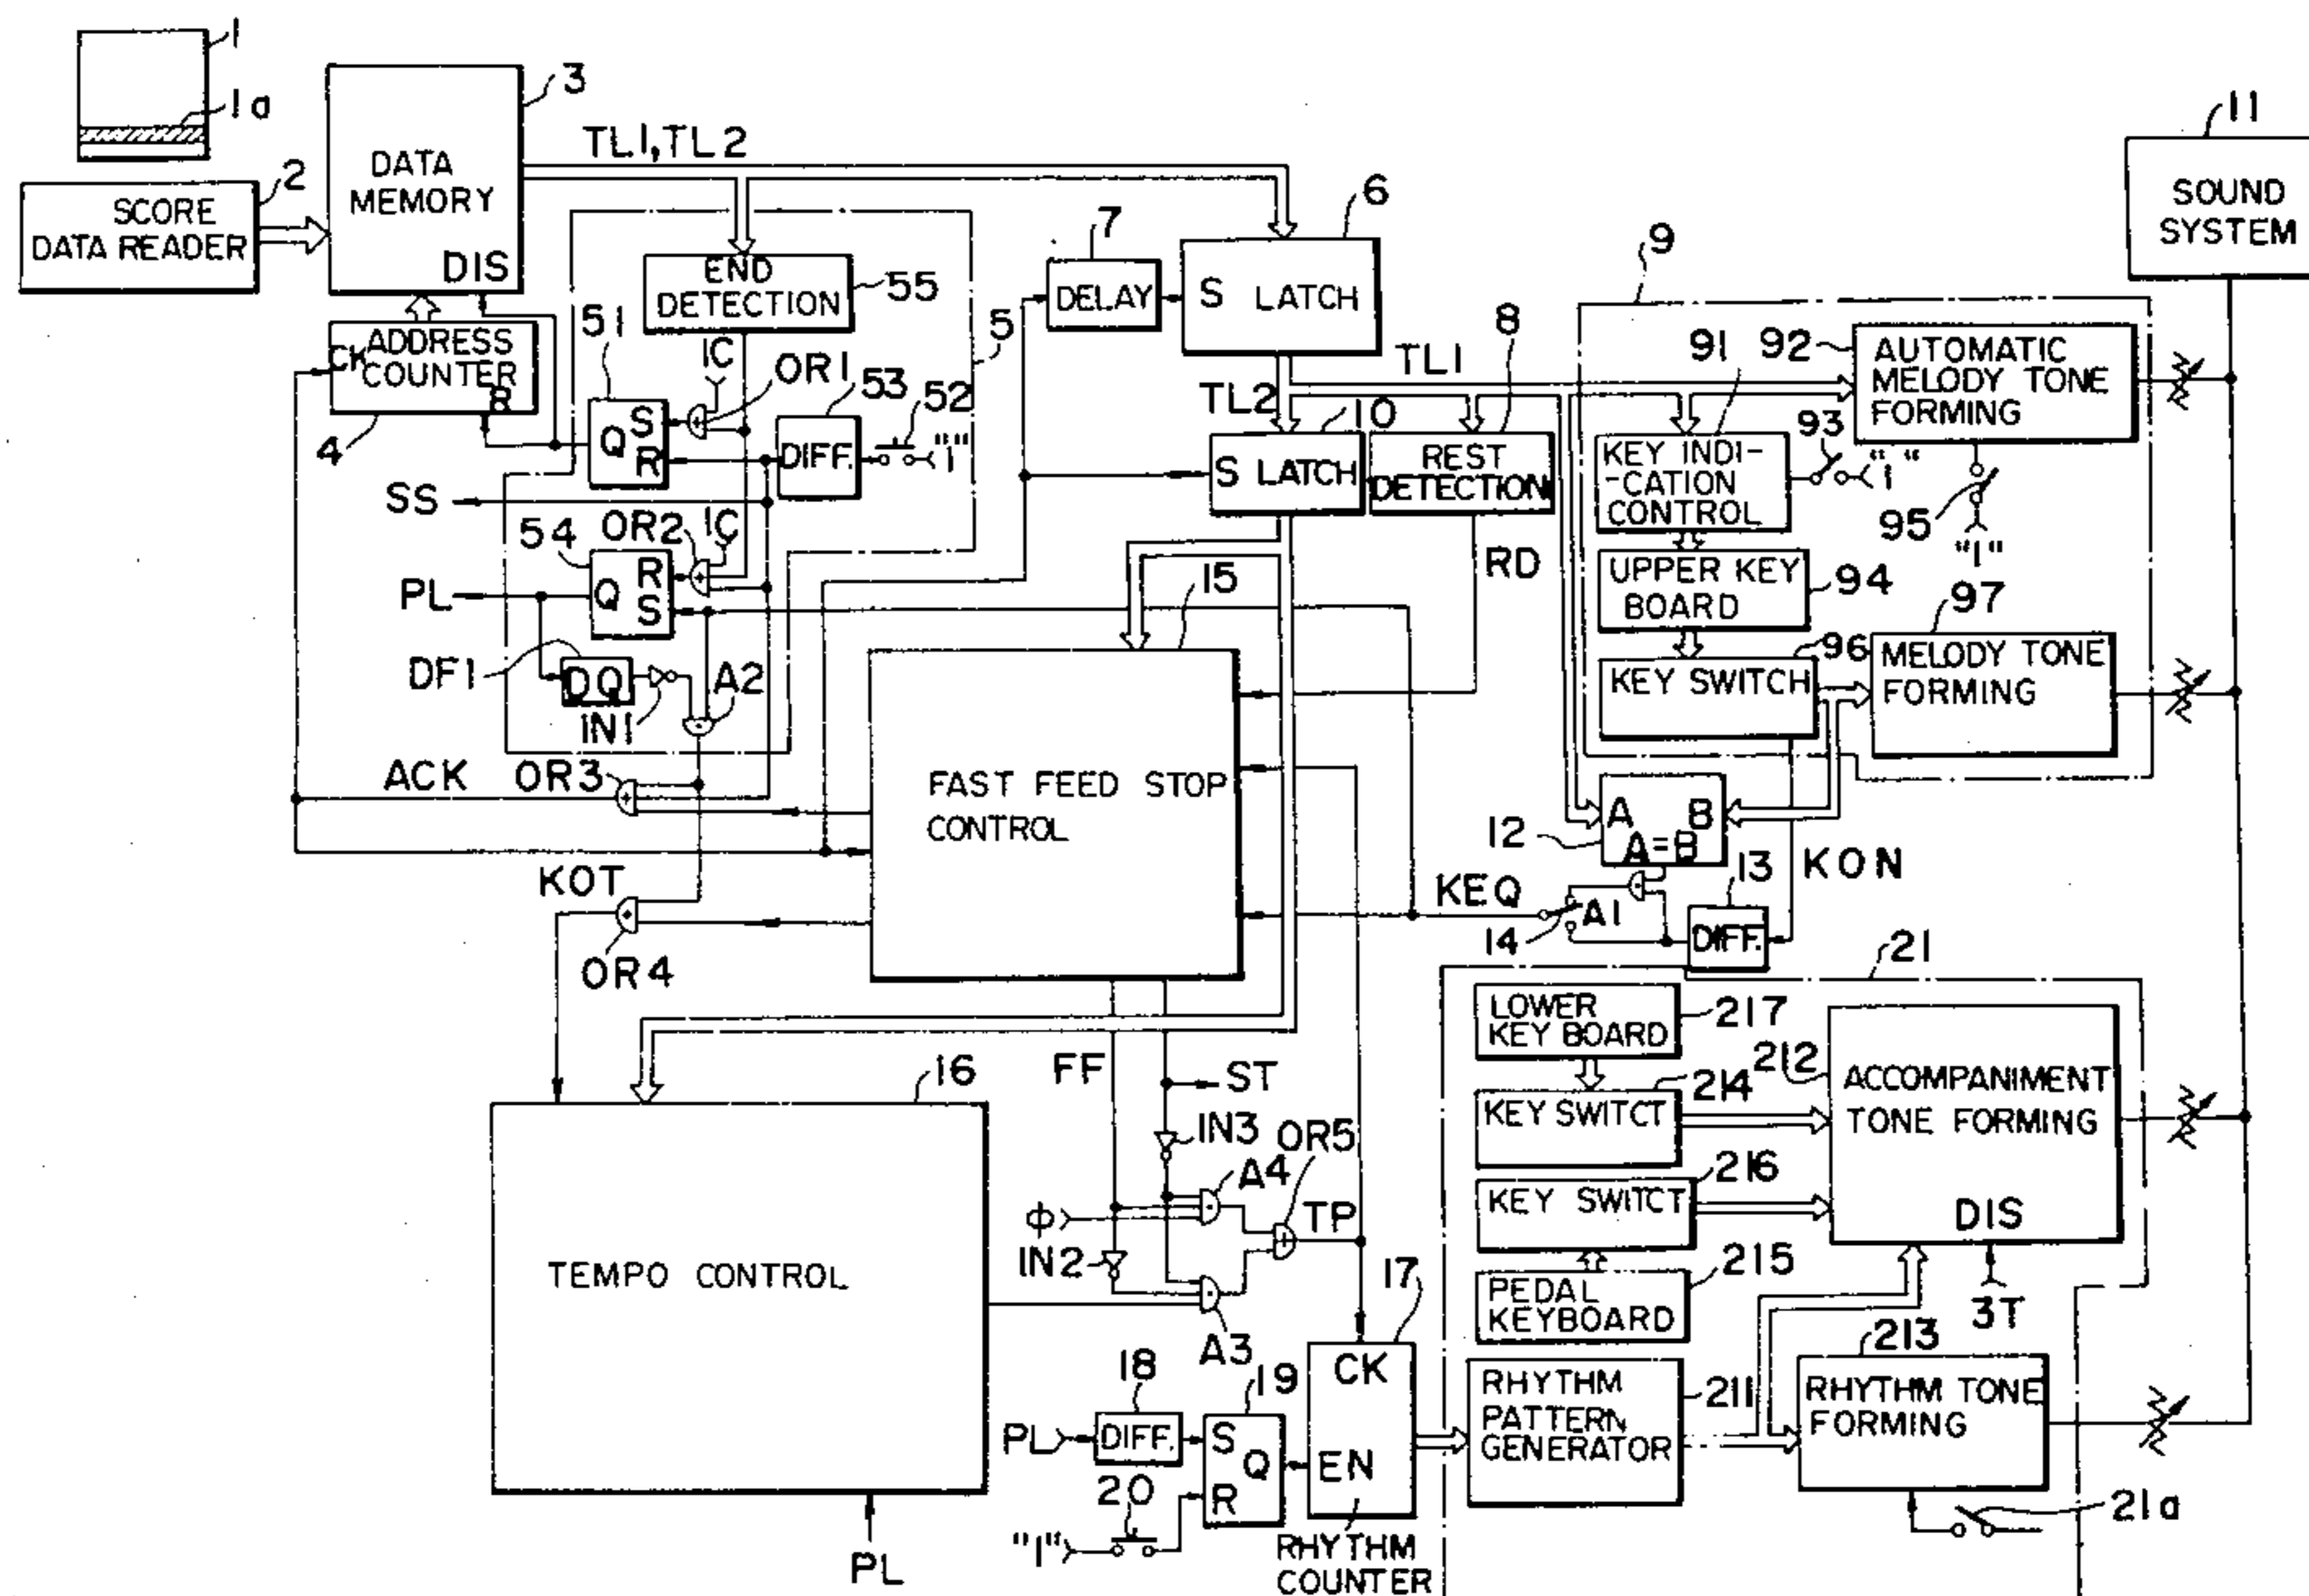 1
1a
2
SCORE
DATA READER
3
DATA
MEMORY
DIS
TL1,TL2
ADDRESS
COUNTER
CK
R
4
5
51
END
DETECTION
55
1C
OR1
53
52
S
Q
R
DIFF.
"1"
SS
54
OR2
1C
R
Q
S
PL
DF1
D Q
IN1
A2
ACK
OR3
KOT
OR4
6
7
DELAY
S LATCH
TL2
TL1
10
S LATCH
8
REST
DETECTION
RD
9
91
92
AUTOMATIC
MELODY TONE
FORMING
KEY INDI-
-CATION
CONTROL
93
"1"
95
"1"
UPPER KEY
BOARD
94
96
KEY SWITCH
97
MELODY TONE
FORMING
11
SOUND
SYSTEM
15
FAST FEED STOP
CONTROL
12
A B
A=B
13
KON
KEQ
A1
14
DIFF.
21
LOWER
KEY BOARD
217
214
KEY SWITCT
216
KEY SWITCT
PEDAL
KEYBOARD
215
212
ACCOMPANIMENT
TONE FORMING
DIS
3T
213
RHYTHM TONE
FORMING
21a
RHYTHM
PATTERN
GENERATOR
211
16
TEMPO CONTROL
PL
FF
ST
IN3
OR5
A4
Φ
IN2
TP
A3
17
CK
EN
RHYTHM
COUNTER
18
PL
DIFF.
19
S
Q
R
20
"1"